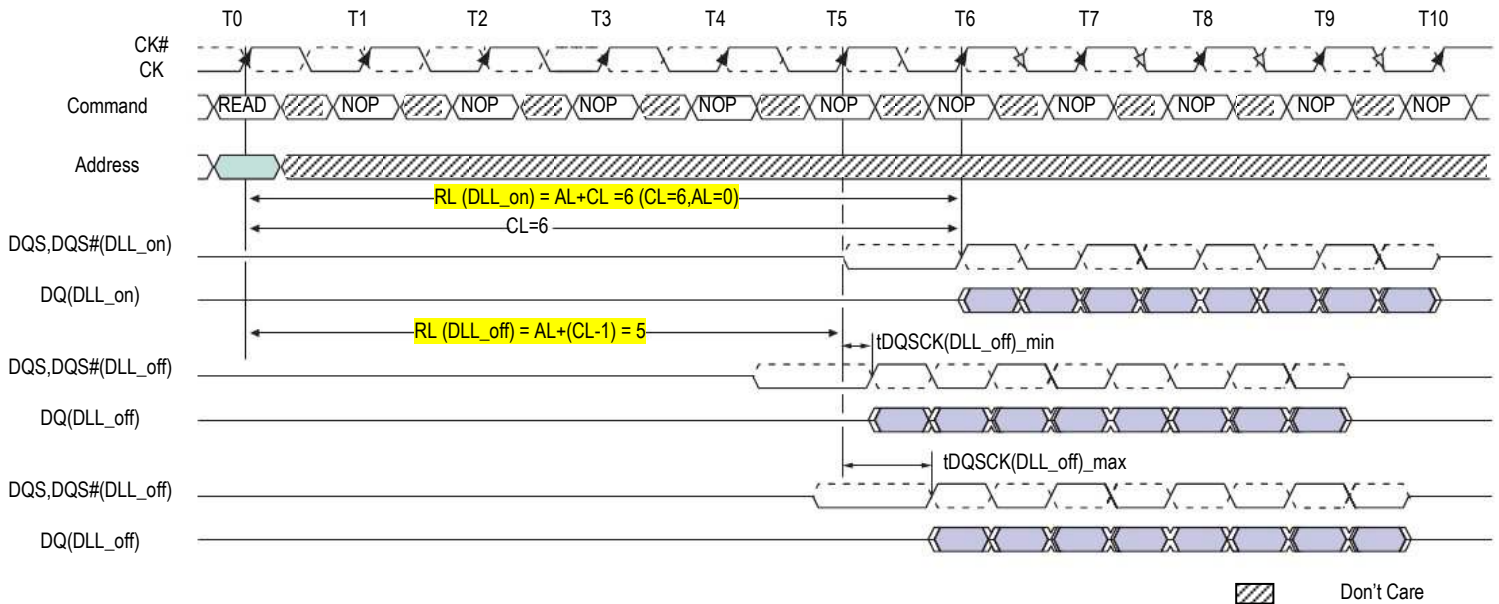 T0 T1 T2 T3 T4 T5 T6 T7 T8 T9 T10
CK#
CK
Command READ NOP NOP NOP NOP NOP NOP NOP NOP NOP NOP
Address
RL (DLL_on) = AL+CL =6 (CL=6,AL=0)
CL=6
DQS,DQS#(DLL_on)
DQ(DLL_on)
RL (DLL_off) = AL+(CL-1) = 5
tDQSCK(DLL_off)_min
DQS,DQS#(DLL_off)
DQ(DLL_off)
tDQSCK(DLL_off)_max
DQS,DQS#(DLL_off)
DQ(DLL_off)
Don't Care